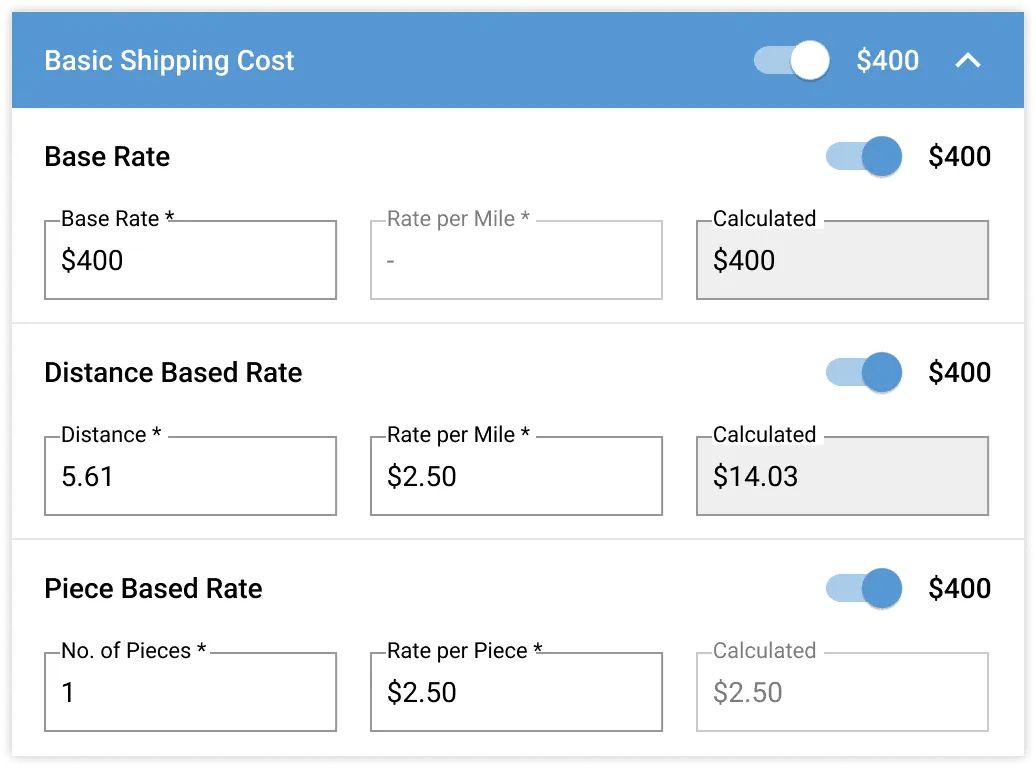 Basic Shipping Cost $400
Base Rate $400
Base Rate * Rate per Mile * Calculated
$400 - $400
Distance Based Rate $400
Distance * Rate per Mile * Calculated
5.61 $2.50 $14.03
Piece Based Rate $400
No. of Pieces * Rate per Piece * Calculated
1 $2.50 $2.50